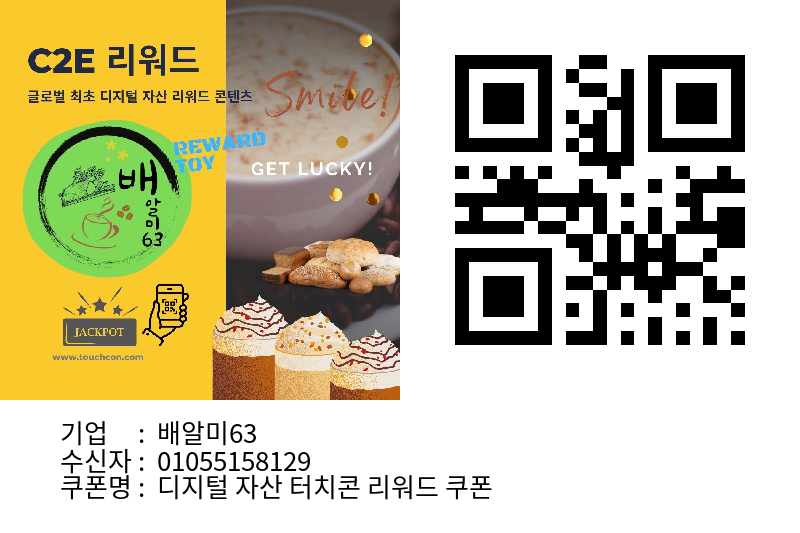 C2E 리워드
글로벌 최초 디지털 자산 리워드 콘텐츠
Smile!
REWARD
TOY
GET LUCKY!
배
알
미
63
JACKPOT
www.touchcon.com
기업 : 배알미63
수신자 : 01055158129
쿠폰명 : 디지털 자산 터치콘 리워드 쿠폰